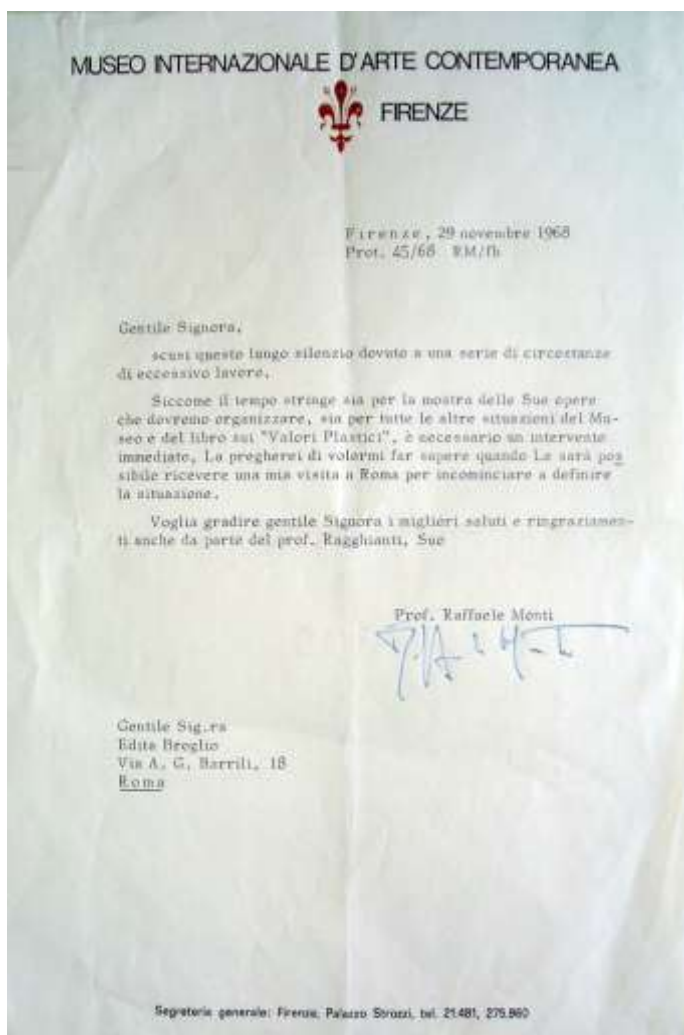 MUSEO INTERNAZIONALE D'ARTE CONTEMPORANEA
FIRENZE
Firenze, 29 novembre 1968
Prot. 45/68 RM/fh
Gentile Signora,
scusi questo lungo silenzio dovuto a una serie di circostanze
di eccessivo lavoro.
Siccome il tempo stringe sia per la mostra delle Sue opere
che dovremo organizzare, sia per tutte le altre situazioni del Mu-
seo e del libro sui "Valori Plastici", è necessario un intervento
immediato. La pregherei di volermi far sapere quando Le sarà pos
sibile ricevere una mia visita a Roma per incominciare a definire
la situazione.
Voglia gradire gentile Signora i migliori saluti e ringraziamen-
ti anche da parte del prof. Ragghianti, Suo
Prof. Raffaele Monti
Gentile Sig.ra
Edita Broglio
Via A. G. Barrili, 18
Roma
Segreteria generale: Firenze, Palazzo Strozzi, tel. 21.481, 275.960